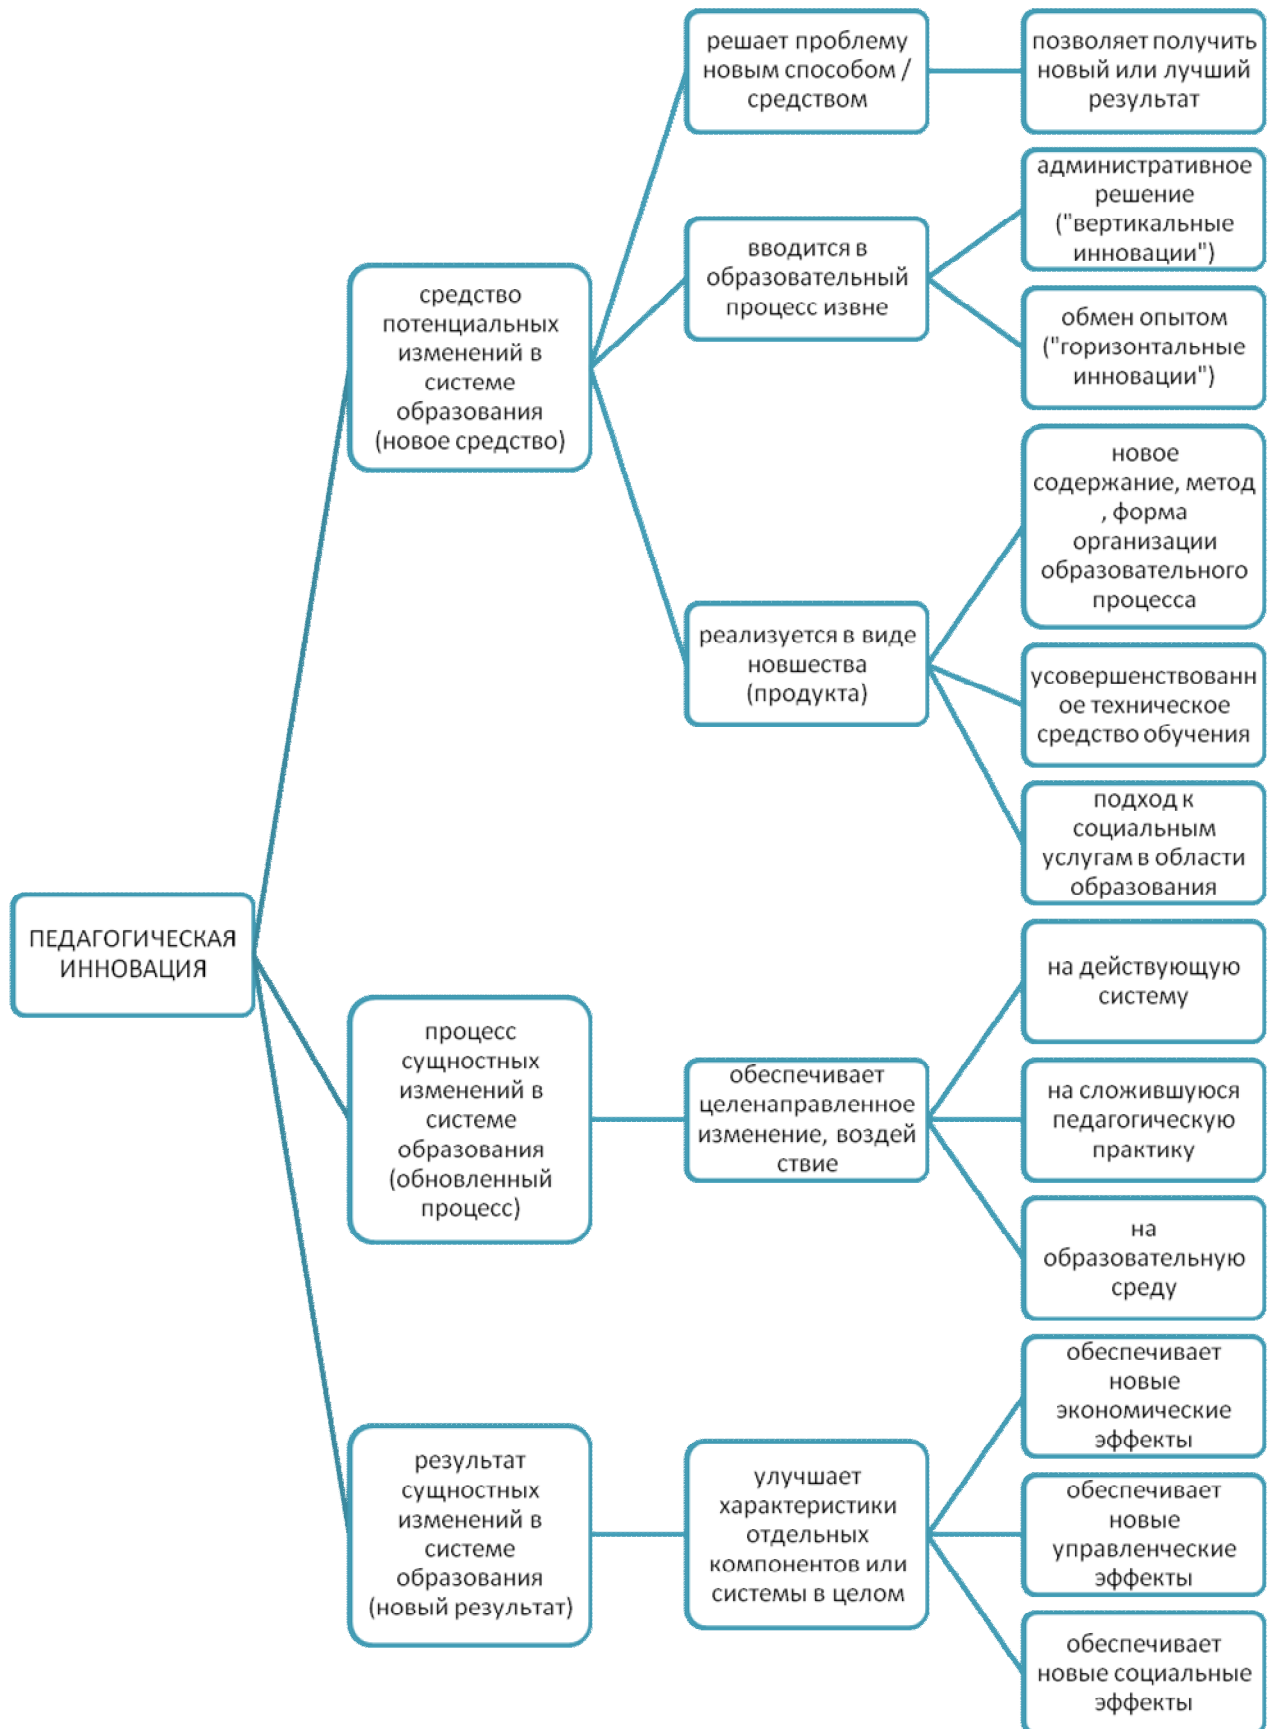 ПЕДАГОГИЧЕСКАЯ
ИННОВАЦИЯ
средство
потенциальных
изменений в
системе
образования
(новое средство)
решает проблему
новым способом /
средством
позволяет получить
новый или лучший
результат
вводится в
образовательный
процесс извне
административное
решение
("вертикальные
инновации")
обмен опытом
("горизонтальные
инновации")
реализуется в виде
новшества
(продукта)
новое
содержание, метод
, форма
организации
образовательного
процесса
усовершенствованн
ое техническое
средство обучения
подход к
социальным
услугам в области
образования
процесс
сущностных
изменений в
системе
образования
(обновленный
процесс)
обеспечивает
целенаправленное
изменение, воздей
ствие
на действующую
систему
на сложившуюся
педагогическую
практику
на
образовательную
среду
результат
сущностных
изменений в
системе
образования
(новый результат)
улучшает
характеристики
отдельных
компонентов или
системы в целом
обеспечивает
новые
экономические
эффекты
обеспечивает
новые
управленческие
эффекты
обеспечивает
новые социальные
эффекты